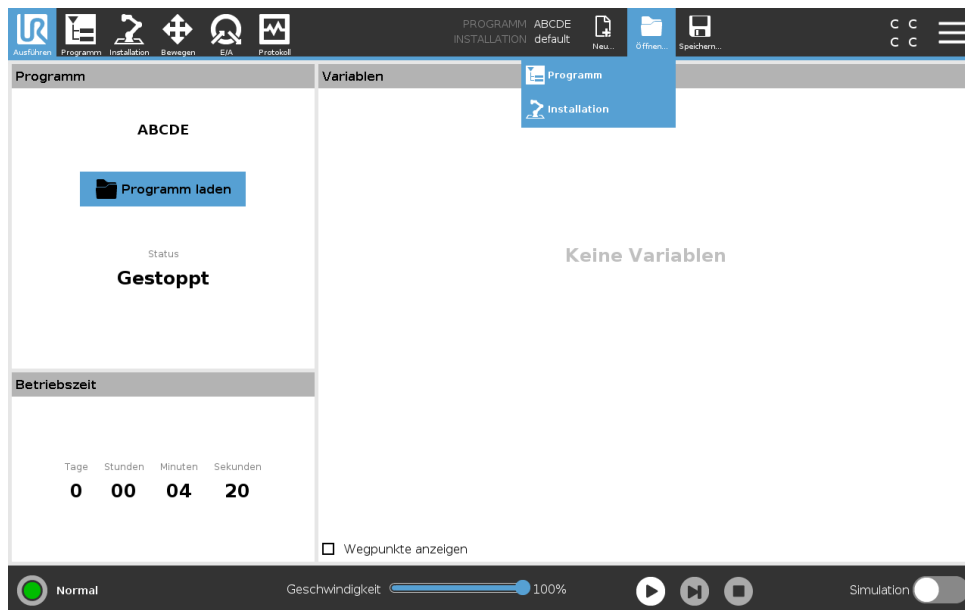 UR
Ausführen
Programm
Installation
Bewegen
E/A
Protokoll
PROGRAMM ABCDE
INSTALLATION default
Neu...
Öffnen...
Speichern...
C C
C C
Programm
Installation
Programm
ABCDE
Programm laden
Status
Gestoppt
Variablen
Keine Variablen
Wegpunkte anzeigen
Betriebszeit
Tage Stunden Minuten Sekunden
0 00 04 20
Normal
Geschwindigkeit 100%
Simulation